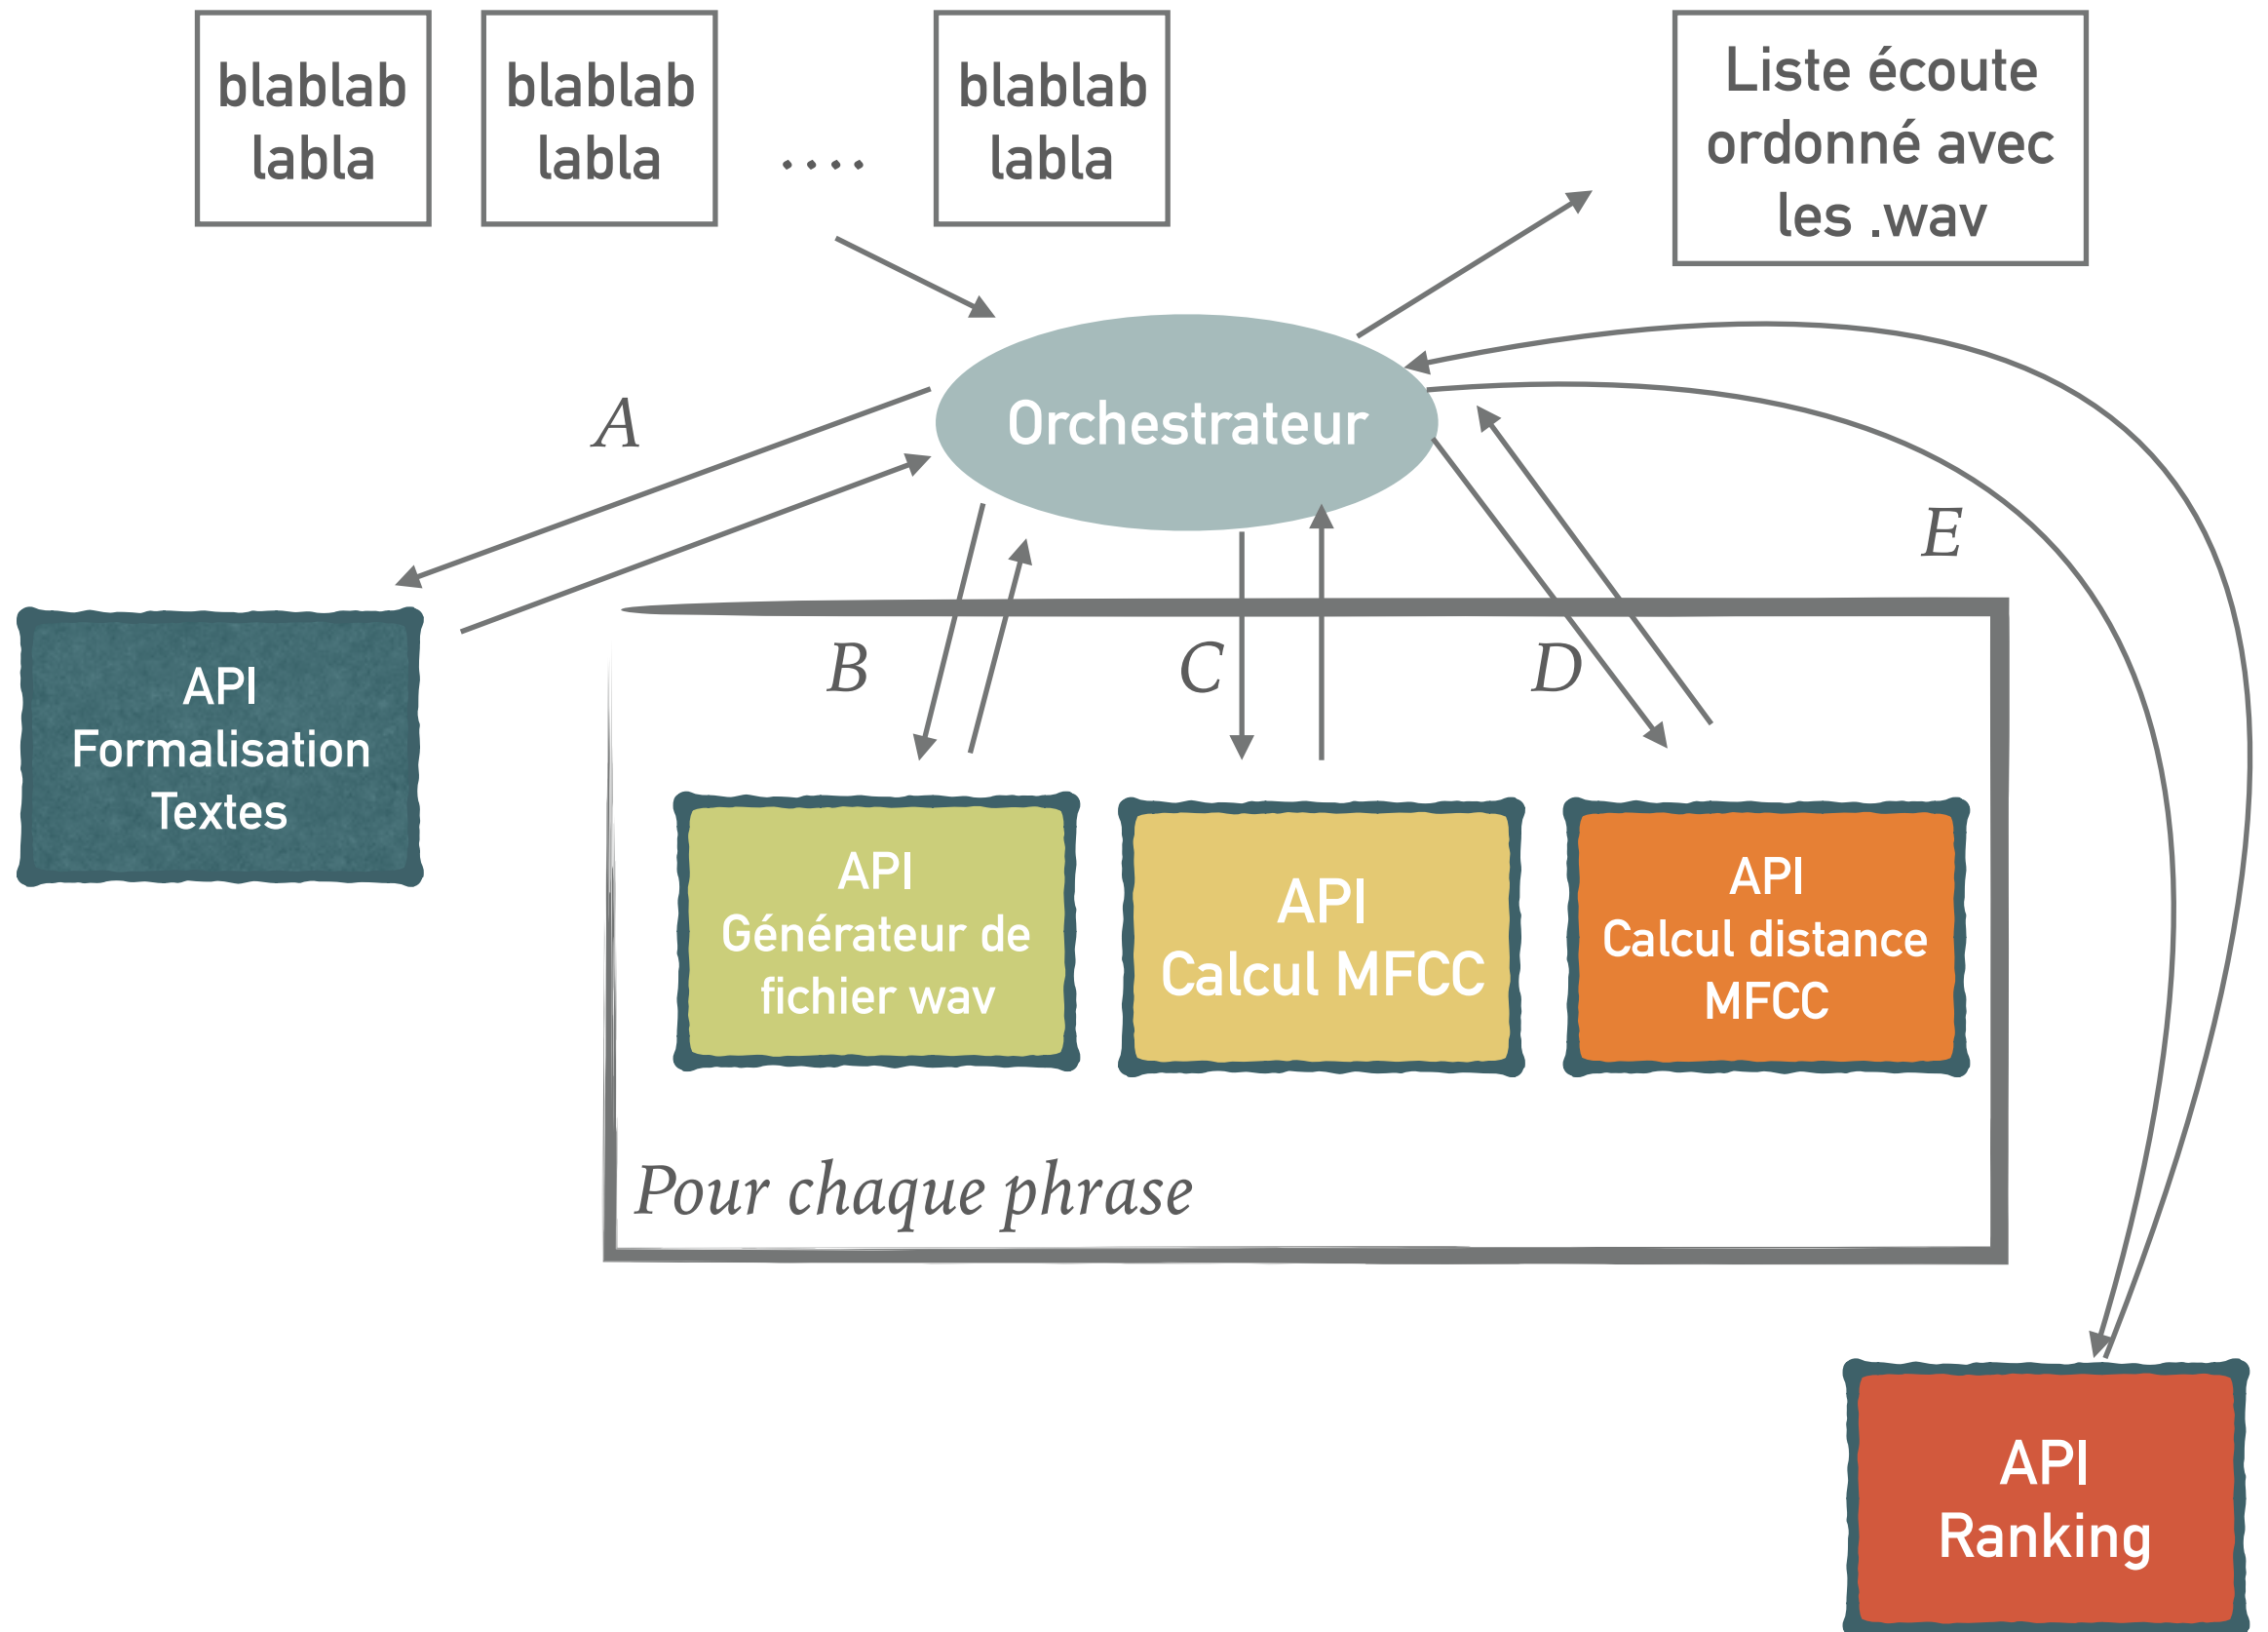 blablab
labla
blablab
labla
....
blablab
labla
Liste écoute
ordonné avec
les .wav
Orchestrateur
A
E
B
C
D
API
Formalisation
Textes
API
Générateur de
fichier wav
API
Calcul MFCC
API
Calcul distance
MFCC
Pour chaque phrase
API
Ranking